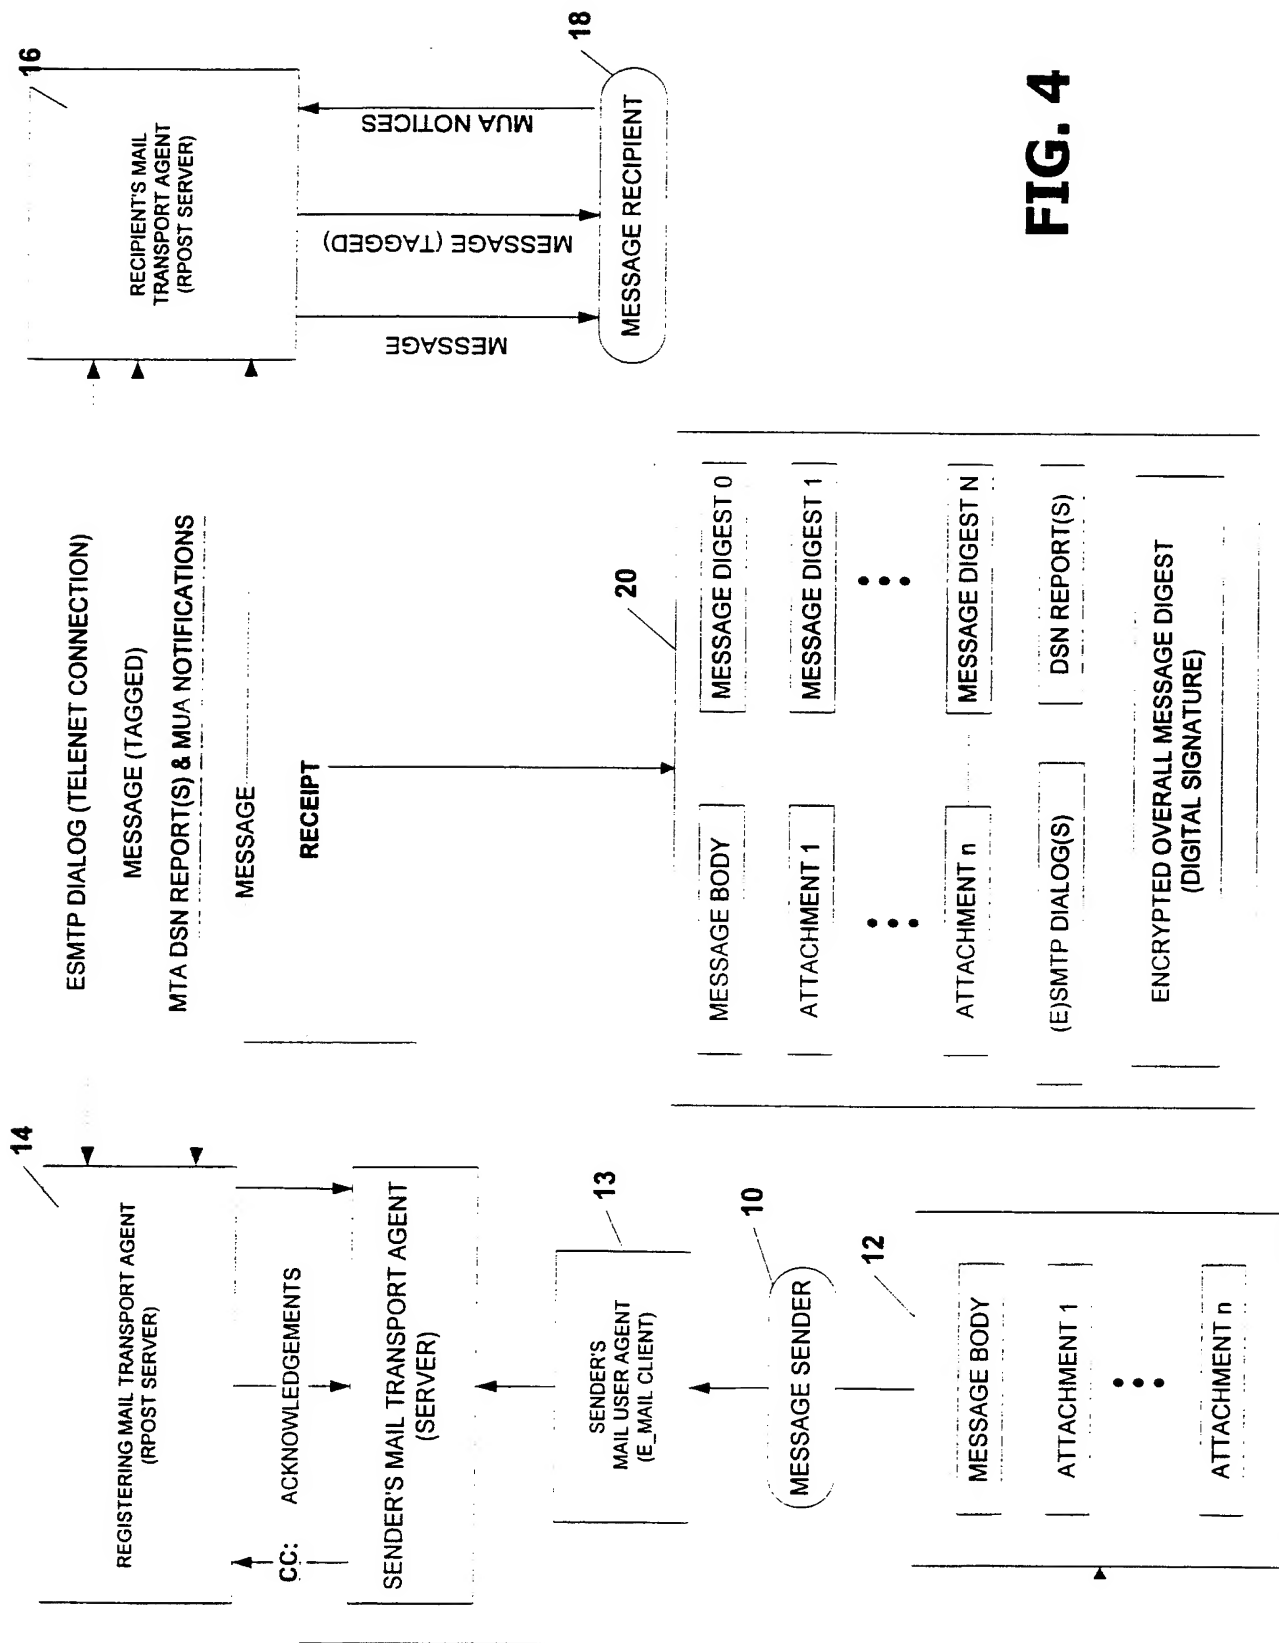 14
REGISTERING MAIL TRANSPORT AGENT
(RPOST SERVER)
CC:
ACKNOWLEDGEMENTS
SENDER'S MAIL TRANSPORT AGENT
(SERVER)
13
SENDER'S
MAIL USER AGENT
(E_MAIL CLIENT)
10
MESSAGE SENDER
12
MESSAGE BODY
ATTACHMENT 1
ATTACHMENT n
ESMTP DIALOG (TELENET CONNECTION)
MESSAGE (TAGGED)
MTA DSN REPORT(S) & MUA NOTIFICATIONS
MESSAGE
RECEIPT
20
MESSAGE BODY
MESSAGE DIGEST 0
ATTACHMENT 1
MESSAGE DIGEST 1
ATTACHMENT n
MESSAGE DIGEST N
(E)SMTP DIALOG(S)
DSN REPORT(S)
ENCRYPTED OVERALL MESSAGE DIGEST
(DIGITAL SIGNATURE)
16
RECIPIENT'S MAIL
TRANSPORT AGENT
(RPOST SERVER)
MESSAGE
MESSAGE (TAGGED)
MUA NOTICES
18
MESSAGE RECIPIENT
FIG. 4